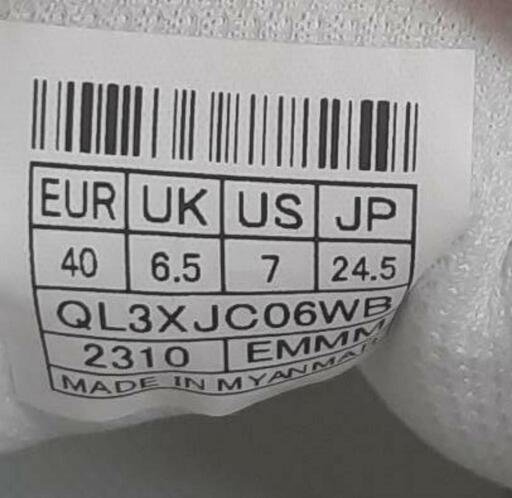 EUR UK US JP
40 6.5 7 24.5
QL3XJC06WB
2310 EMMM
MADE IN MYANMAR